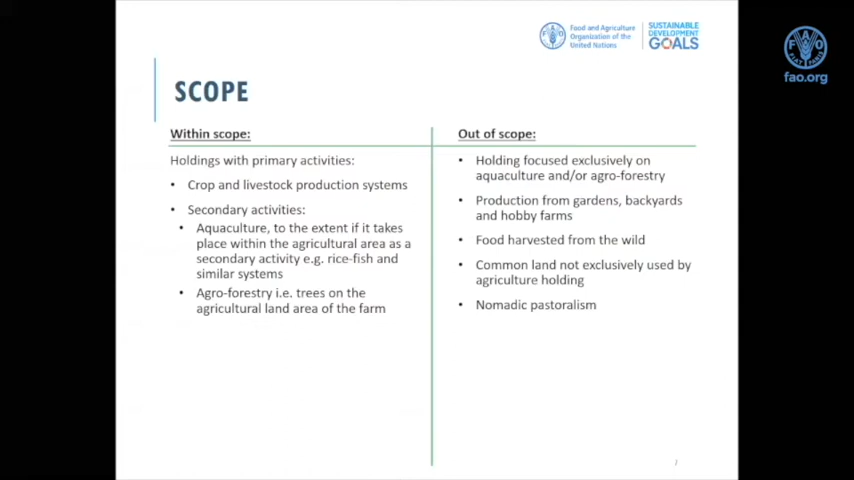 Food and Agriculture
Organization of the
United Nations
SUSTAINABLE
DEVELOPMENT
GOALS
FAO
FIAT PANIS
fao.org
SCOPE
Within scope:
Holdings with primary activities:
• Crop and livestock production systems
• Secondary activities:
• Aquaculture, to the extent if it takes
place within the agricultural area as a
secondary activity e.g. rice-fish and
similar systems
• Agro-forestry i.e. trees on the
agricultural land area of the farm
Out of scope:
• Holding focused exclusively on
aquaculture and/or agro-forestry
• Production from gardens, backyards
and hobby farms
• Food harvested from the wild
• Common land not exclusively used by
agriculture holding
• Nomadic pastoralism